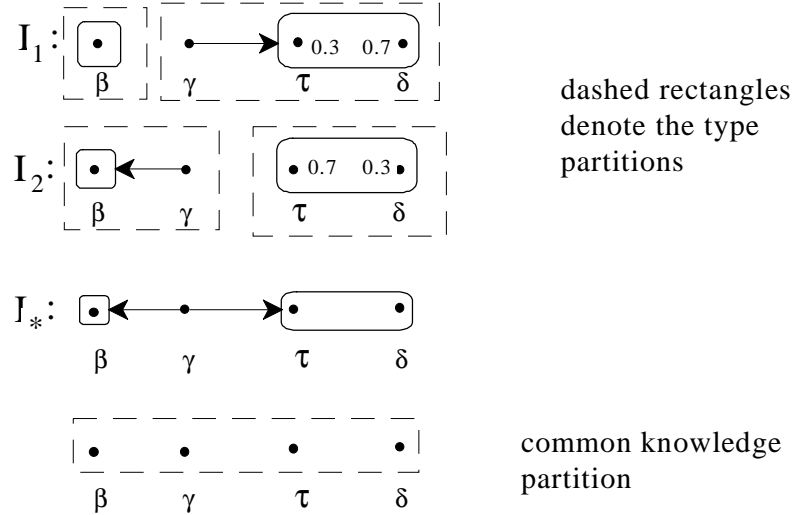 I1:
0.3 0.7
β γ τ δ
dashed rectangles
denote the type
partitions
I2:
0.7 0.3
β γ τ δ
I*:
β γ τ δ
common knowledge
partition
β γ τ δ